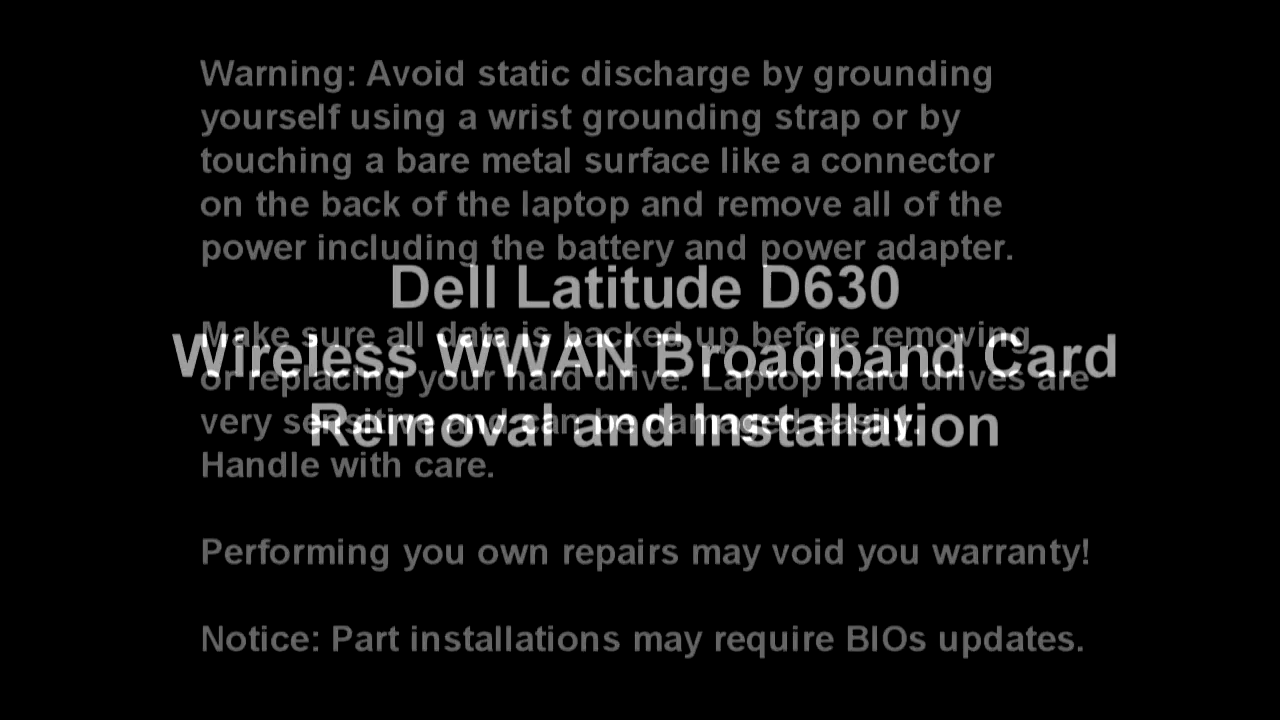 Warning: Avoid static discharge by grounding
yourself using a wrist grounding strap or by
touching a bare metal surface like a connector
on the back of the laptop and remove all of the
power including the battery and power adapter.
Dell Latitude D630
Make sure all data is backed up before removing
Wireless WWAN Broadband Card
or replacing your hard drive. Laptop hard drives are
very sensitive and can be damaged easily.
Removal and Installation
Handle with care.
Performing you own repairs may void you warranty!
Notice: Part installations may require BIOs updates.